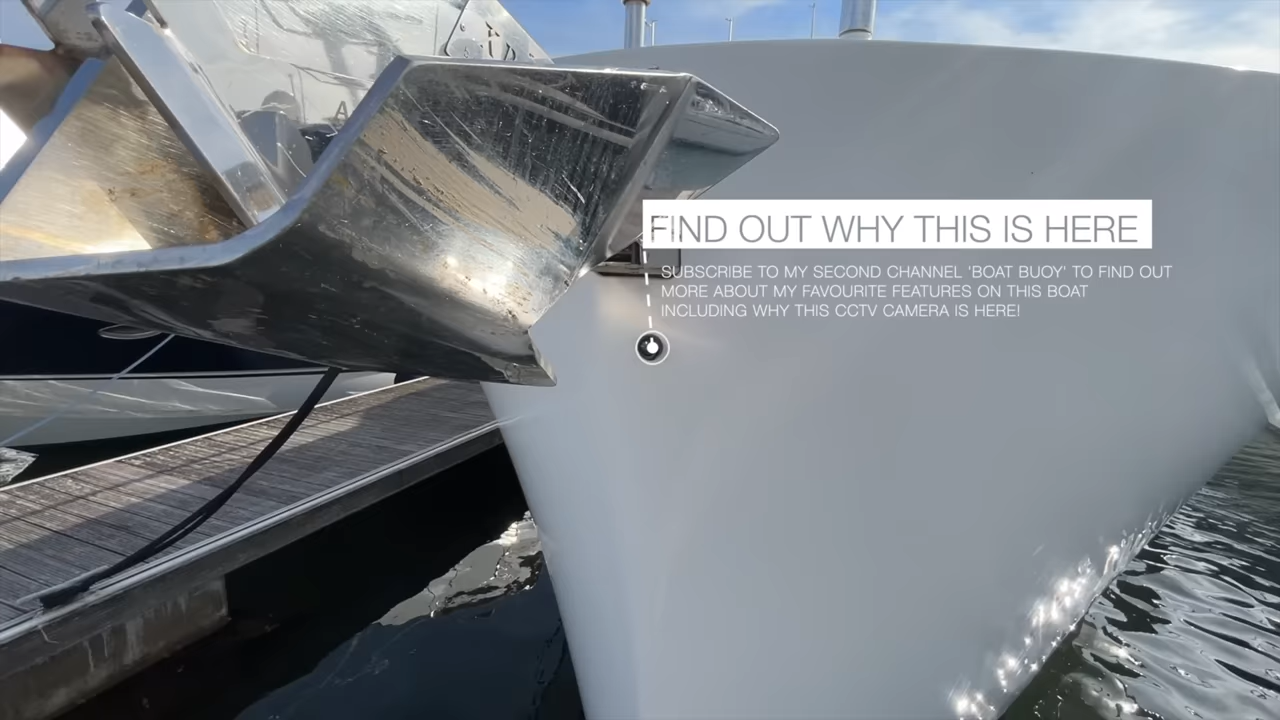 FIND OUT WHY THIS IS HERE
SUBSCRIBE TO MY SECOND CHANNEL 'BOAT BUOY' TO FIND OUT
MORE ABOUT MY FAVOURITE FEATURES ON THIS BOAT
INCLUDING WHY THIS CCTV CAMERA IS HERE!